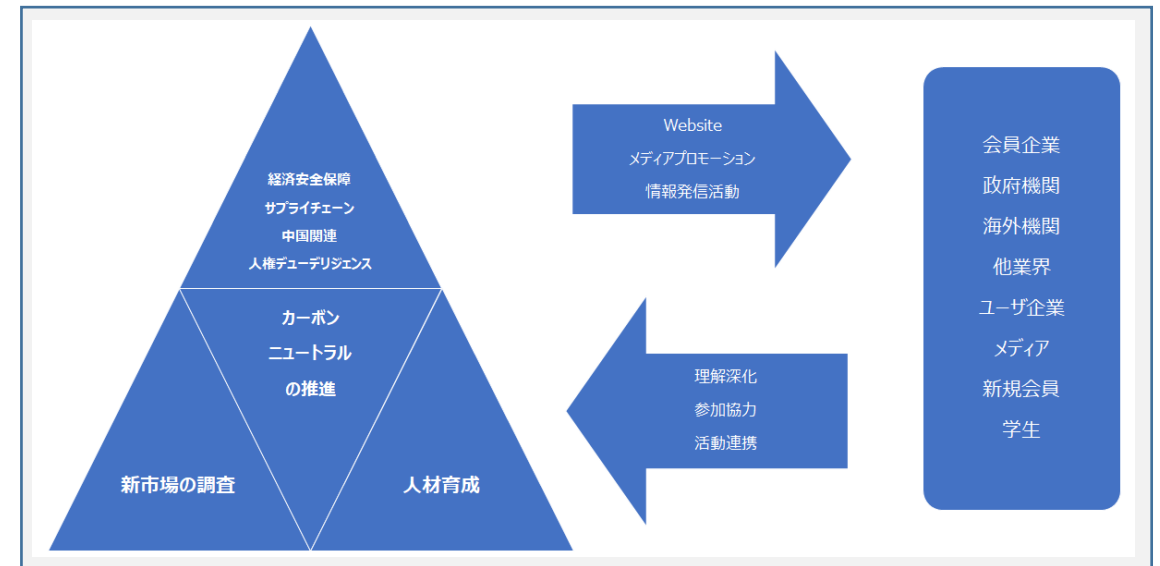 経済安全保障
サプライチェーン
中国関連
人権デューデリジェンス
カーボン
ニュートラル
の推進
新市場の調査
人材育成
Website
メディアプロモーション
情報発信活動
理解深化
参加協力
活動連携
会員企業
政府機関
海外機関
他業界
ユーザ企業
メディア
新規会員
学生